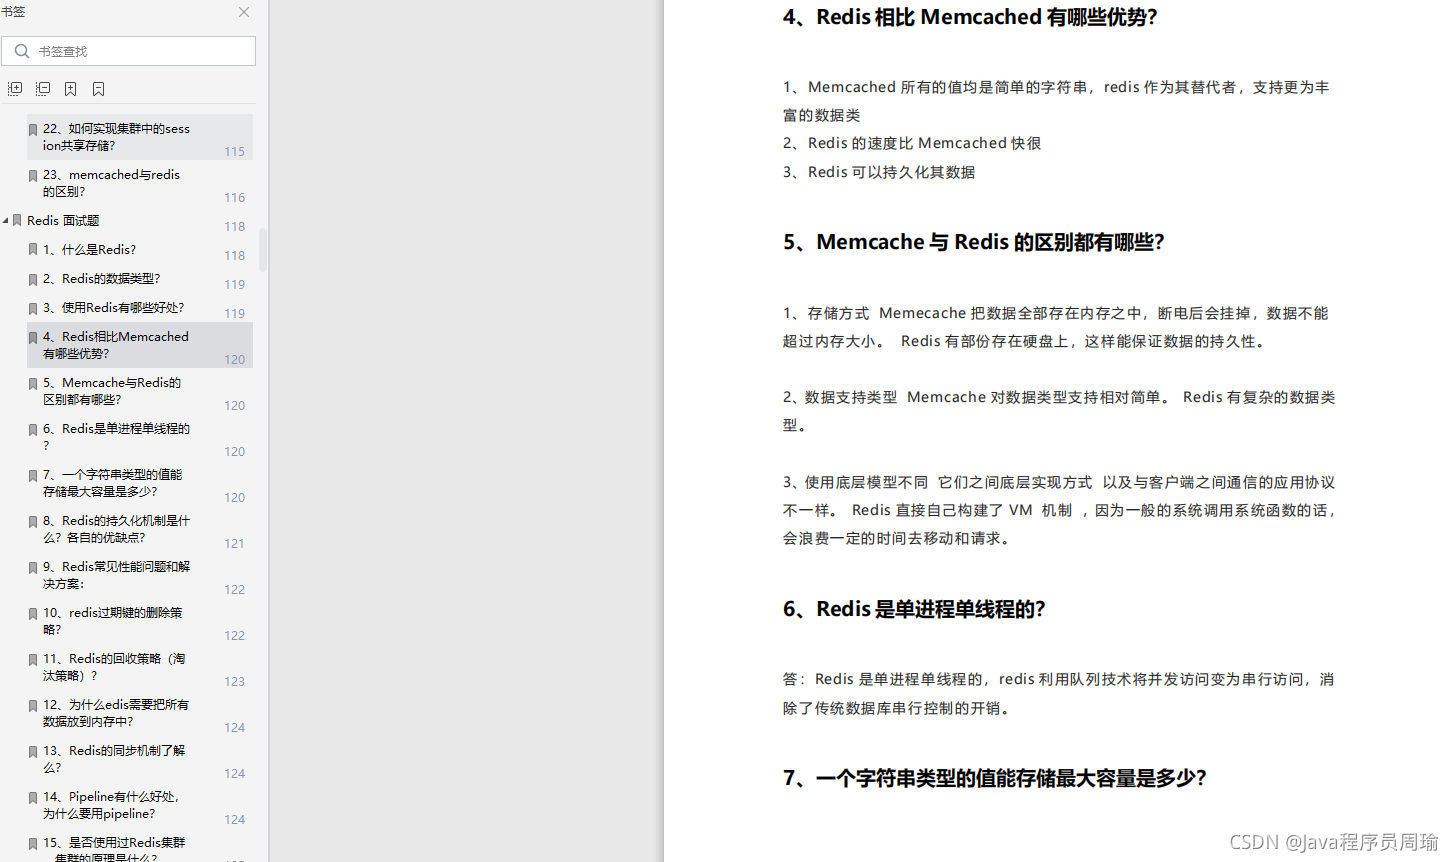 书签
书签查找
22、如何实现集群中的sess
ion共享存储？
115
23、memcached与redis
的区别？
116
Redis 面试题
118
1、什么是Redis?
118
2、Redis的数据类型？
119
3、使用Redis有哪些好处？
119
4、Redis相比Memcached
有哪些优势？
120
5、Memcache与Redis的
区别都有哪些？
120
6、Redis是单进程单线程的
？
120
7、一个字符串类型的值能
存储最大容量是多少？
120
8、Redis的持久化机制是什
么？各自的优缺点？
121
9、Redis常见性能问题和解
决方案：
122
10、redis过期键的删除策
略？
122
11、Redis的回收策略（淘
汰策略）?
123
12、为什么edis需要把所有
数据放到内存中？
124
13、Redis的同步机制了解
么？
124
14、Pipeline有什么好处，
为什么要用pipeline？
124
15、是否使用过Redis集群
，集群的原理是什么？
4、Redis 相比 Memcached 有哪些优势？
1、Memcached 所有的值均是简单的字符串，redis 作为其替代者，支持更为丰
富的数据类
2、Redis 的速度比 Memcached 快很
3、Redis 可以持久化其数据
5、Memcache 与 Redis 的区别都有哪些？
1、存储方式 Memecache 把数据全部存在内存之中，断电后会挂掉，数据不能
超过内存大小。 Redis 有部份存在硬盘上，这样能保证数据的持久性。
2、数据支持类型 Memcache 对数据类型支持相对简单。 Redis 有复杂的数据类
型。
3、使用底层模型不同 它们之间底层实现方式 以及与客户端之间通信的应用协议
不一样。 Redis 直接自己构建了 VM 机制 ，因为一般的系统调用系统函数的话，
会浪费一定的时间去移动和请求。
6、Redis 是单进程单线程的？
答：Redis 是单进程单线程的，redis 利用队列技术将并发访问变为串行访问，消
除了传统数据库串行控制的开销。
7、一个字符串类型的值能存储最大容量是多少？
CSDN @Java程序员周瑜